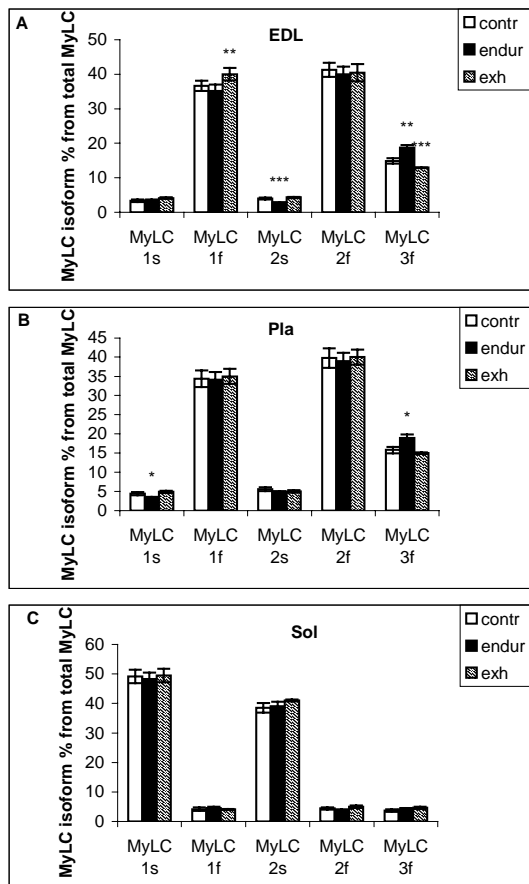 A
EDL
MyLC isoform % from total MyLC
50
40
30
20
10
0
**
***
**
***
MyLC MyLC MyLC MyLC MyLC
1s 1f 2s 2f 3f
contr
endur
exh
B
Pla
MyLC isoform % from total MyLC
45
40
35
30
25
20
15
10
5
0
*
*
MyLC MyLC MyLC MyLC MyLC
1s 1f 2s 2f 3f
contr
endur
exh
C
Sol
MyLC isoform % from total MyLC
60
50
40
30
20
10
0
MyLC MyLC MyLC MyLC MyLC
1s 1f 2s 2f 3f
contr
endur
exh